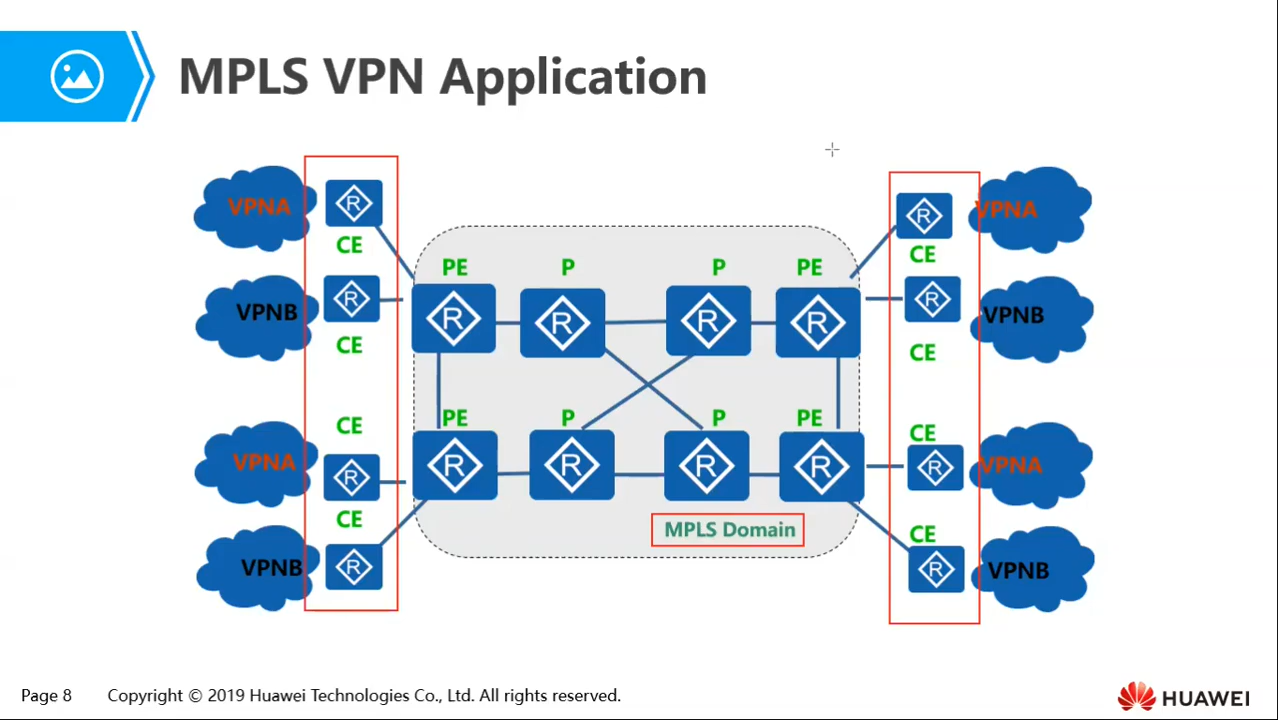 MPLS VPN Application
VPNA
R
CE
R
VPNA
CE
PE
P
P
PE
VPNB
R
CE
R
R
R
R
R
VPNB
CE
CE
PE
P
P
PE
CE
VPNA
R
CE
R
R
R
R
R
VPNA
CE
MPLS Domain
VPNB
R
R
VPNB
Page 8
Copyright © 2019 Huawei Technologies Co., Ltd. All rights reserved.
HUAWEI